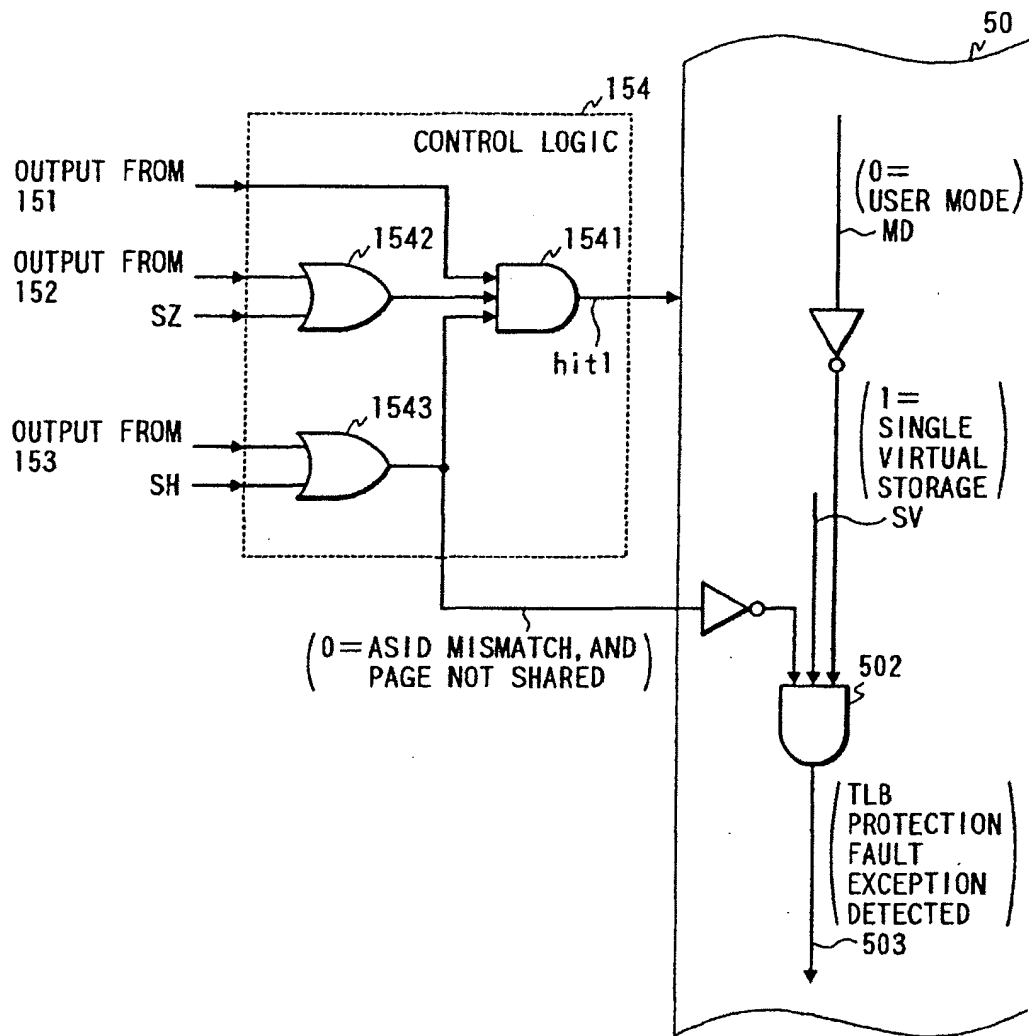 50
154
CONTROL LOGIC
OUTPUT FROM
151
1542
1541
OUTPUT FROM
152
SZ
hit1
1543
OUTPUT FROM
153
SH
(0=
USER MODE)
MD
(1=
SINGLE
VIRTUAL
STORAGE)
SV
(0=ASID MISMATCH, AND
PAGE NOT SHARED)
502
(TLB
PROTECTION
FAULT
EXCEPTION
DETECTED)
503